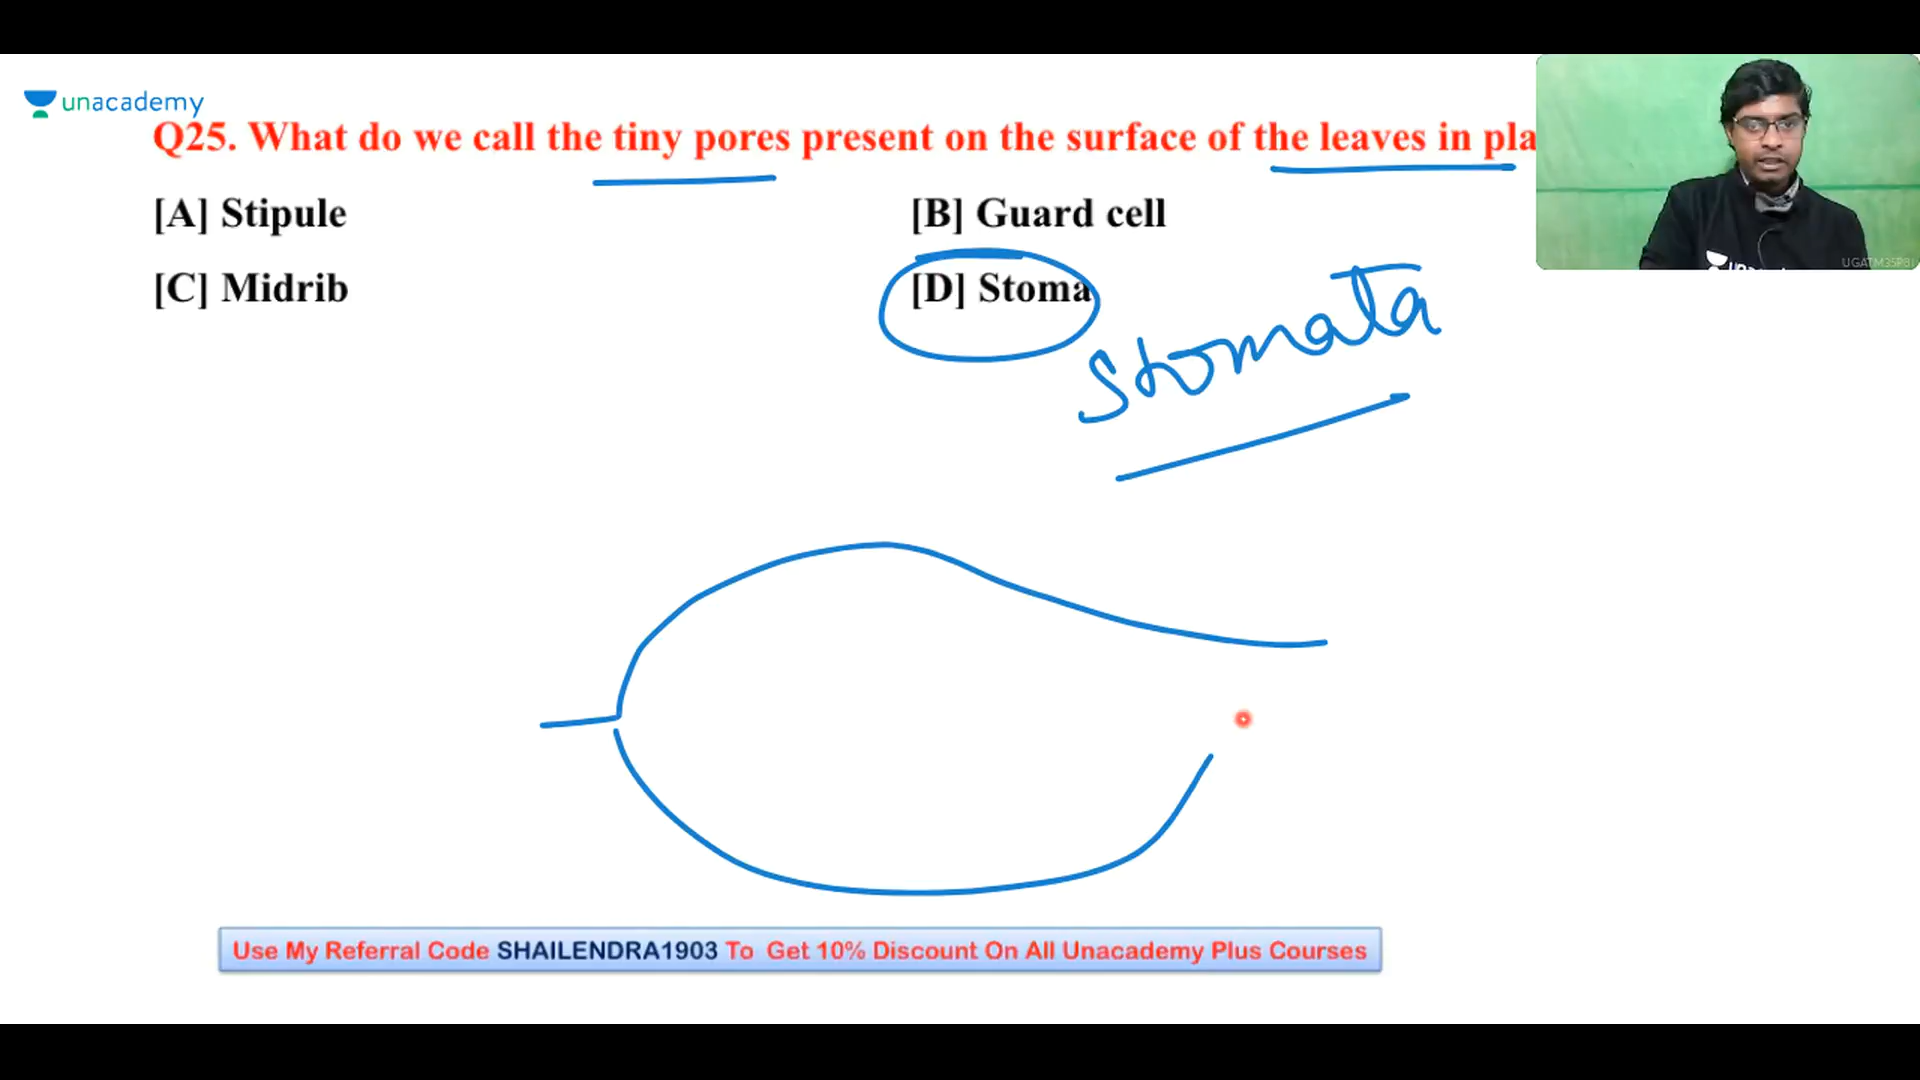 unacademy
Q25. What do we call the tiny pores present on the surface of the leaves in pla
[A] Stipule
[B] Guard cell
[C] Midrib
[D] Stoma
Stomata
UGATM35P8I
Use My Referral Code SHAILENDRA1903 To Get 10% Discount On All Unacademy Plus Courses